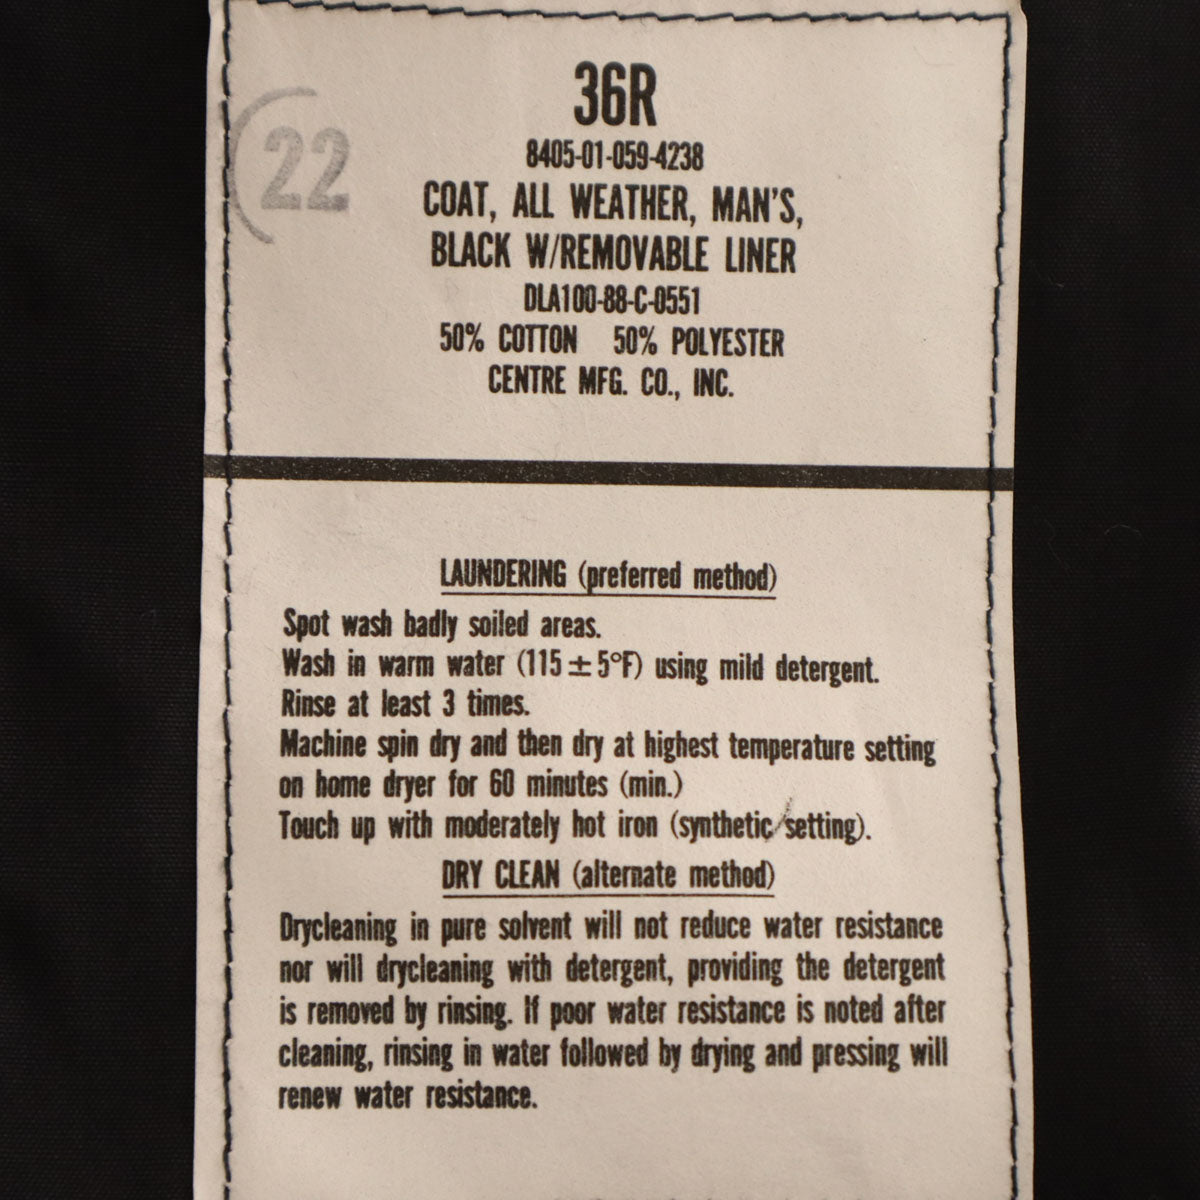 36R
22
8405-01-059-4238
COAT, ALL WEATHER, MAN'S,
BLACK W/REMOVABLE LINER
DLA100-88-C-0551
50% COTTON 50% POLYESTER
CENTRE MFG. CO., INC.
LAUNDERING (preferred method)
Spot wash badly soiled areas.
Wash in warm water (115 ± 5°F) using mild detergent.
Rinse at least 3 times.
Machine spin dry and then dry at highest temperature setting
on home dryer for 60 minutes (min.)
Touch up with moderately hot iron (synthetic setting).
DRY CLEAN (alternate method)
Drycleaning in pure solvent will not reduce water resistance
nor will drycleaning with detergent, providing the detergent
is removed by rinsing. If poor water resistance is noted after
cleaning, rinsing in water followed by drying and pressing will
renew water resistance.